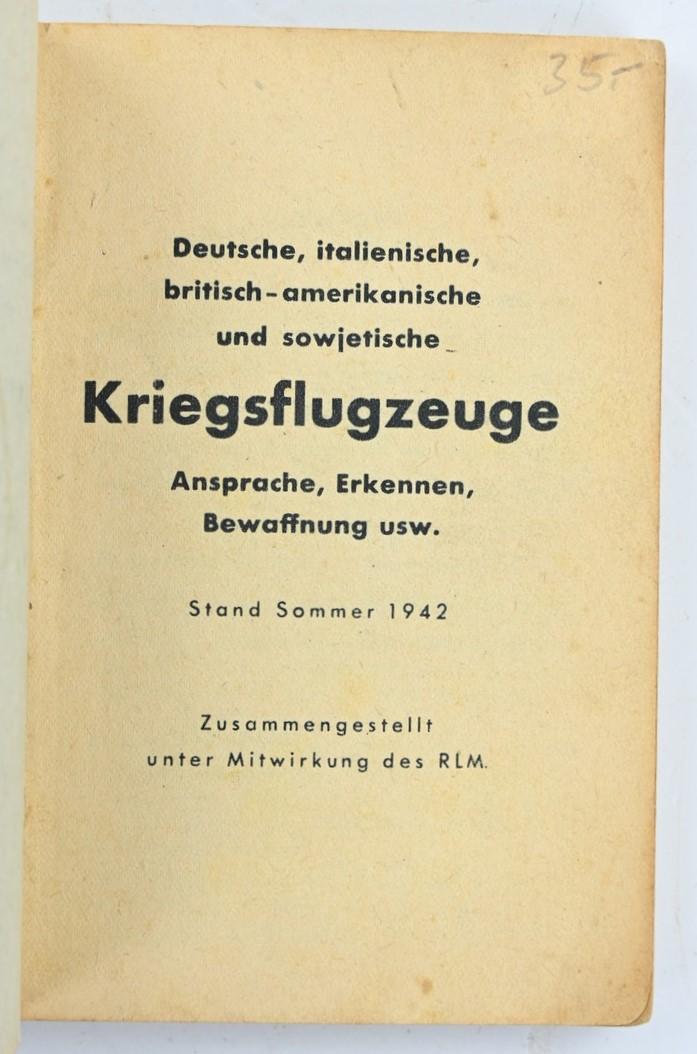 35.-
Deutsche, italienische,
britisch-amerikanische
und sowjetische
Kriegsflugzeuge
Ansprache, Erkennen,
Bewaffnung usw.
Stand Sommer 1942
Zusammengestellt
unter Mitwirkung des RLM.